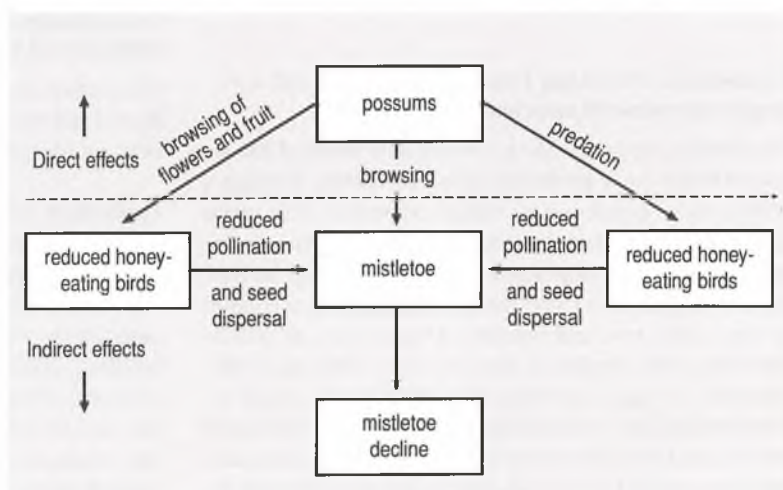 possums
browsing of
flowers and fruit
predation
Direct effects
browsing
reduced honey-
eating birds
reduced
pollination
and seed
dispersal
mistletoe
reduced
pollination
and seed
dispersal
reduced honey-
eating birds
Indirect effects
mistletoe
decline